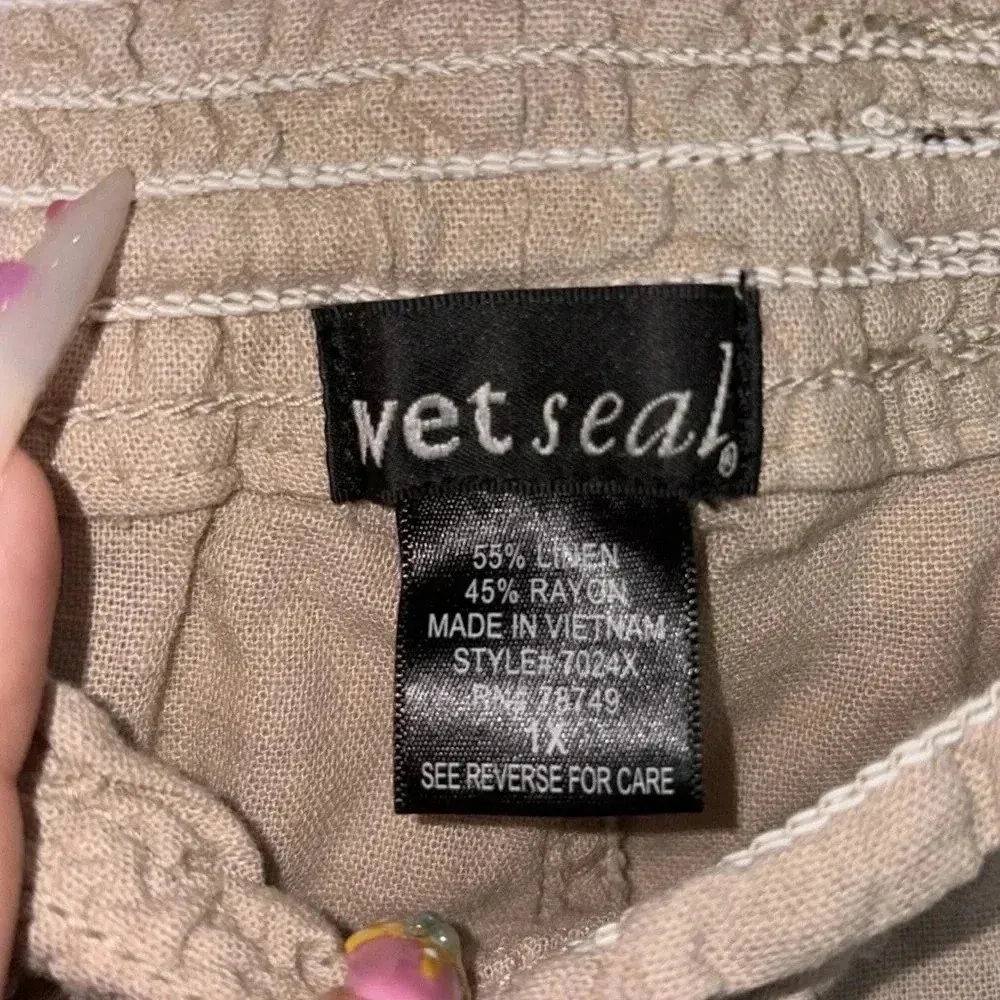 wet seal®
55% LINEN
45% RAYON
MADE IN VIETNAM
STYLE# 7024X
RN# 78749
1X
SEE REVERSE FOR CARE